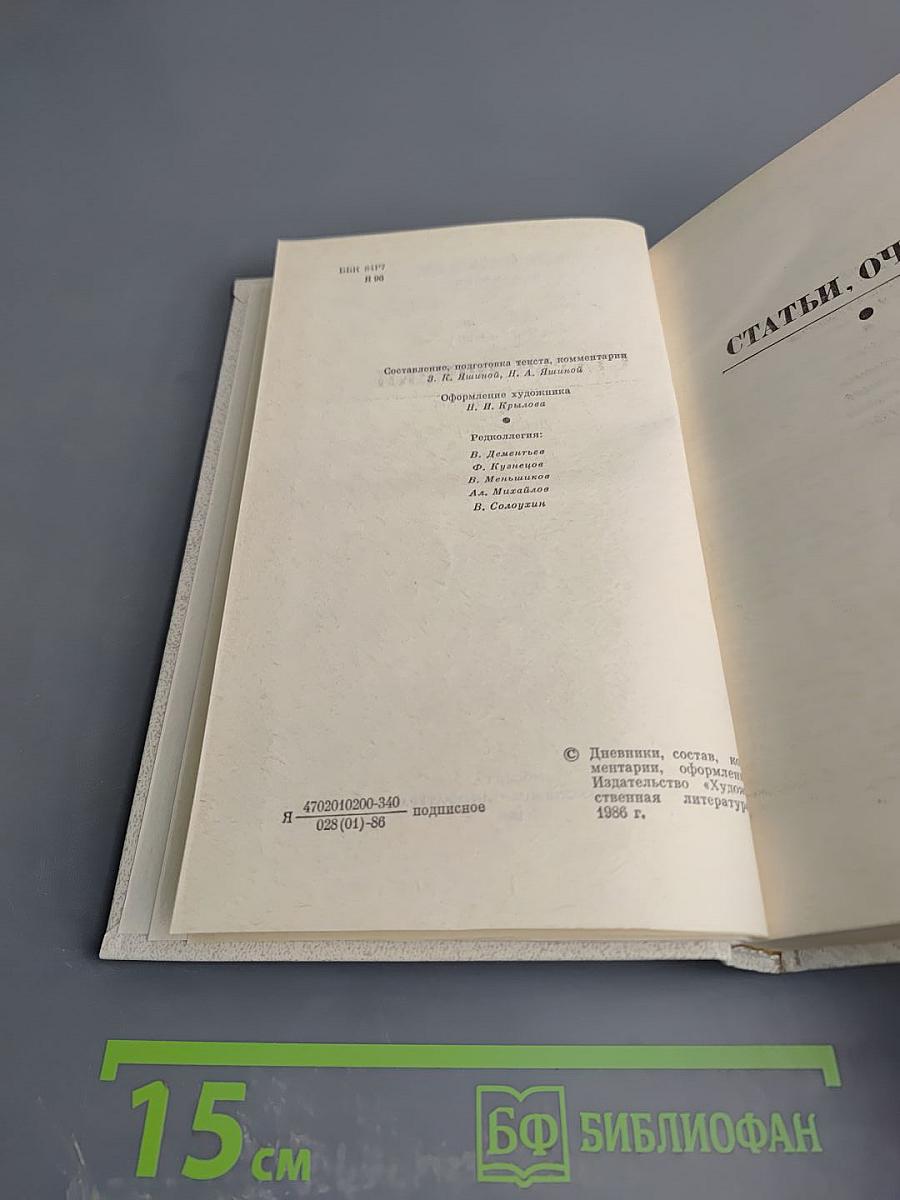 ББК 84Р7
Я 96
Составление, подготовка текста, комментарии
З. К. Яшиной, Н. А. Яшиной
Оформление художника
Н. И. Крылова
Редколлегия:
В. Дементьев
Ф. Кузнецов
В. Меньшиков
Ал. Михайлов
В. Солоухин
Я 4702010200-340 подписное
028(01)-86
© Дневники, состав, ко
ментарии, оформлен
Издательство «Худож
ственная литератур
1986 г.
СТАТЬИ, ОЧ
15 см
БФ БИБЛИОФАН